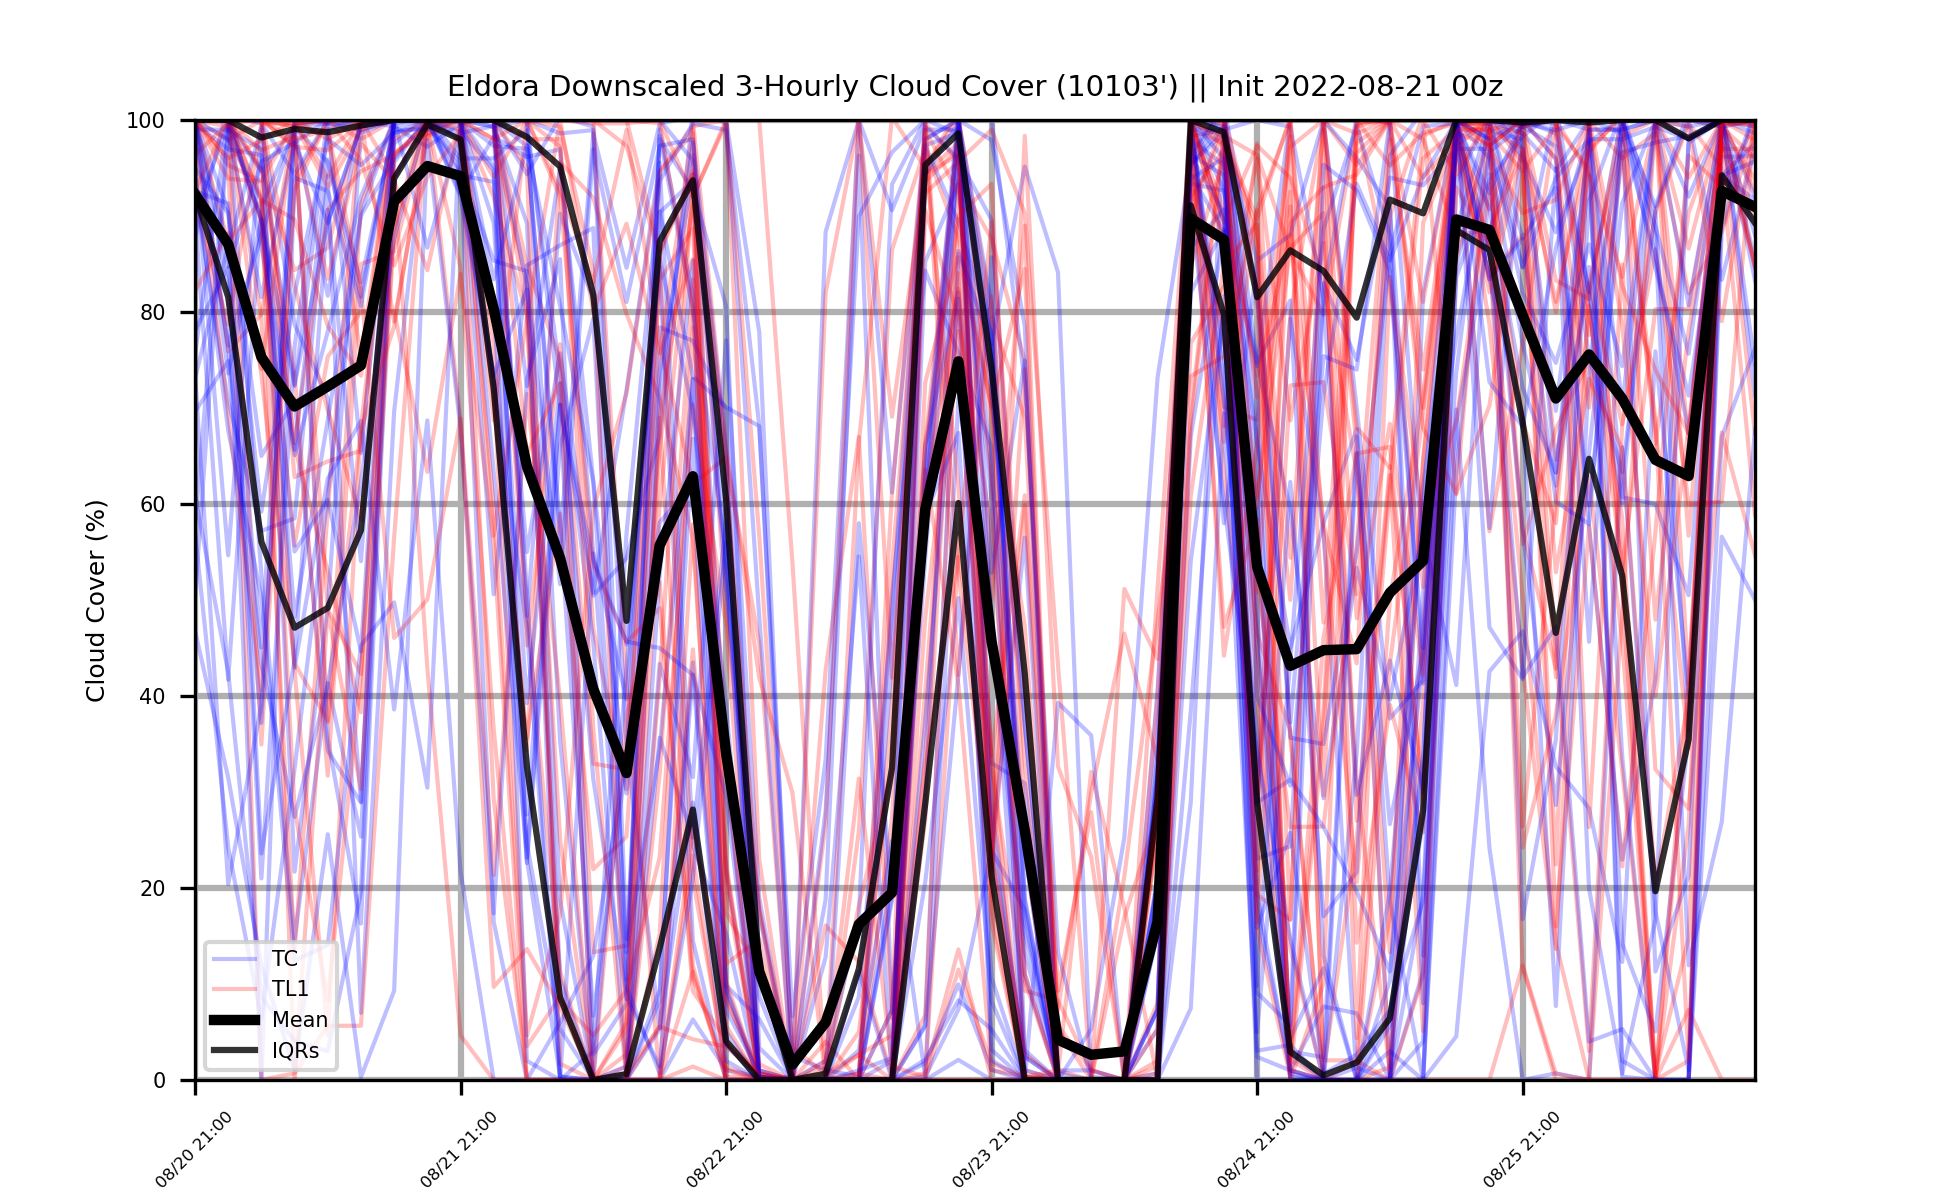 Eldora Downscaled 3-Hourly Cloud Cover (10103') || Init 2022-08-21 00z
Cloud Cover (%)
100
80
60
40
20
0
TC
TL1
Mean
IQRs
08/20 21:00
08/21 21:00
08/22 21:00
08/23 21:00
08/24 21:00
08/25 21:00